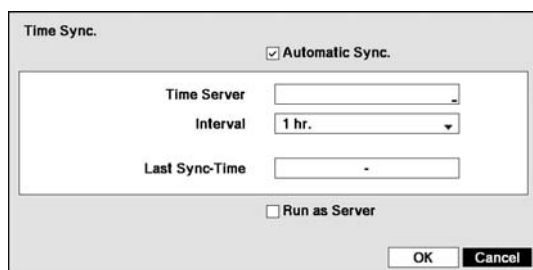 Time Sync.
Automatic Sync.
Time Server
Interval 1 hr.
Last Sync-Time -
Run as Server
OK Cancel